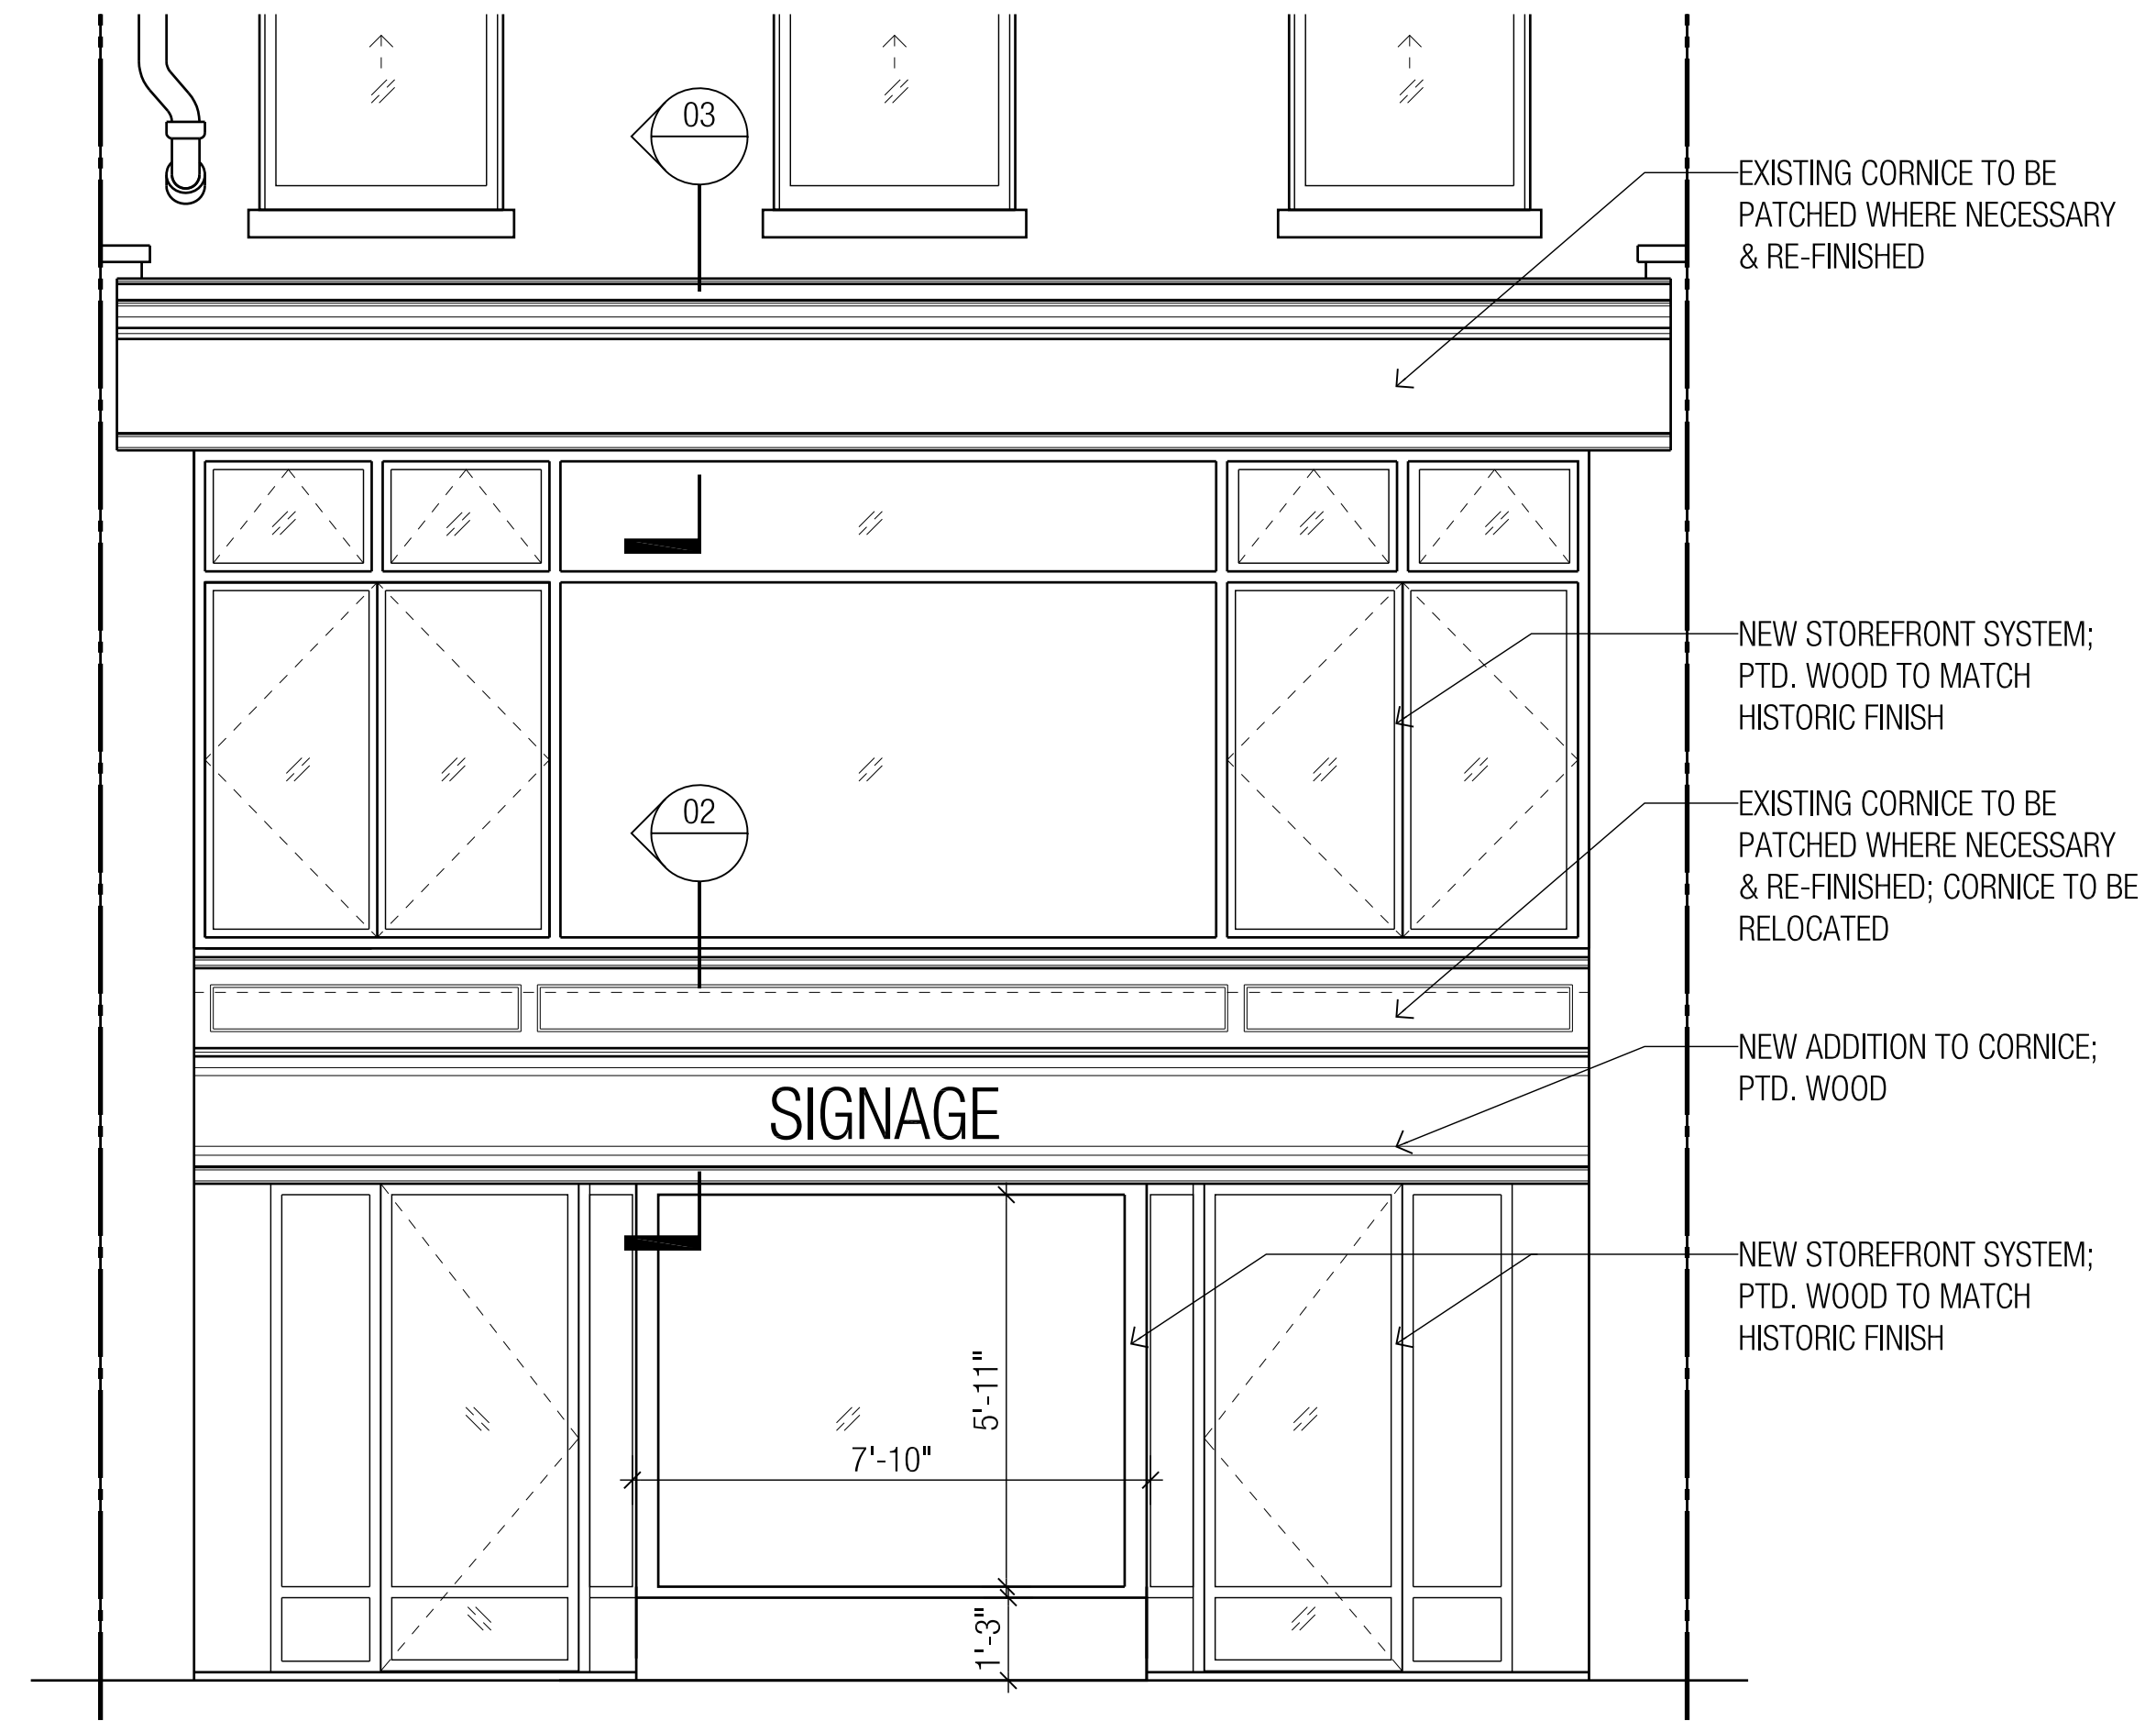 03
EXISTING CORNICE TO BE
PATCHED WHERE NECESSARY
& RE-FINISHED
NEW STOREFRONT SYSTEM;
PTD. WOOD TO MATCH
HISTORIC FINISH
02
EXISTING CORNICE TO BE
PATCHED WHERE NECESSARY
& RE-FINISHED; CORNICE TO BE
RELOCATED
NEW ADDITION TO CORNICE;
PTD. WOOD
SIGNAGE
NEW STOREFRONT SYSTEM;
PTD. WOOD TO MATCH
HISTORIC FINISH
5'-11"
7'-10"
1'-3"